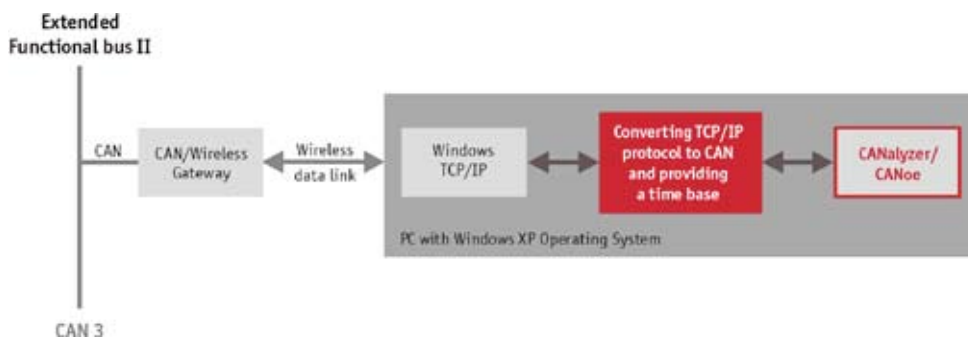 Extended
Functional bus II
CAN
CAN/Wireless
Gateway
Wireless
data link
Windows
TCP/IP
Converting TCP/IP
protocol to CAN
and providing
a time base
CANalyzer/
CANoe
PC with Windows XP Operating System
CAN 3